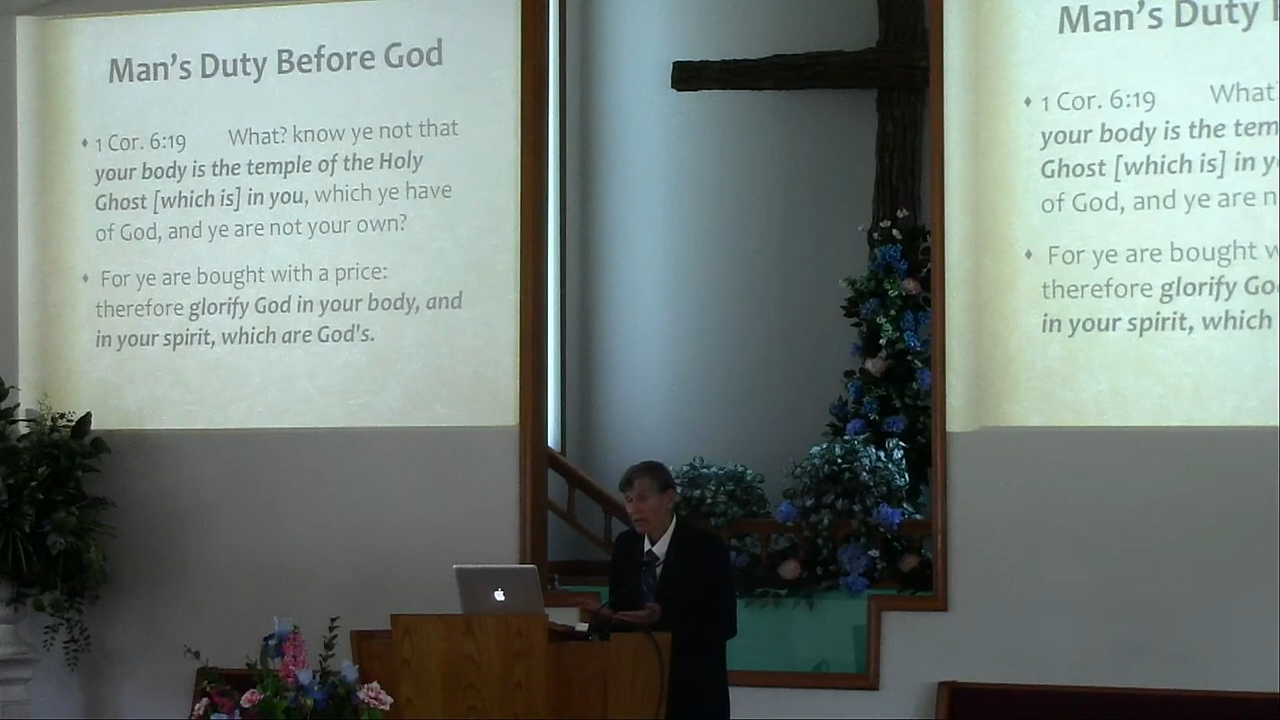 Man's Duty Before God
♦ 1 Cor. 6:19 What? know ye not that
your body is the temple of the Holy
Ghost [which is] in you, which ye have
of God, and ye are not your own?
♦ For ye are bought with a price:
therefore glorify God in your body, and
in your spirit, which are God's.
Man's Duty
♦ 1 Cor. 6:19 What?
your body is the tem
Ghost [which is] in y
of God, and ye are n
♦ For ye are bought w
therefore glorify Go
in your spirit, which